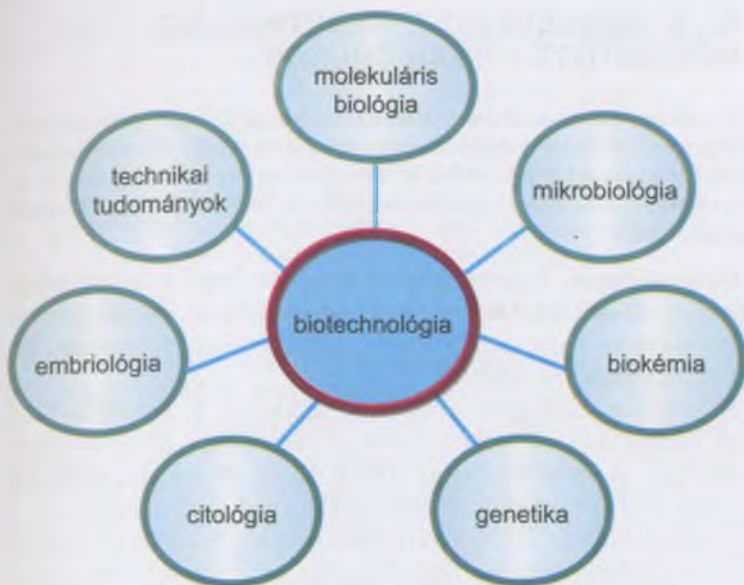 molekuláris
biológia
technikai
tudományok
mikrobiológia
biotechnológia
embriológia
biokémia
citológia
genetika